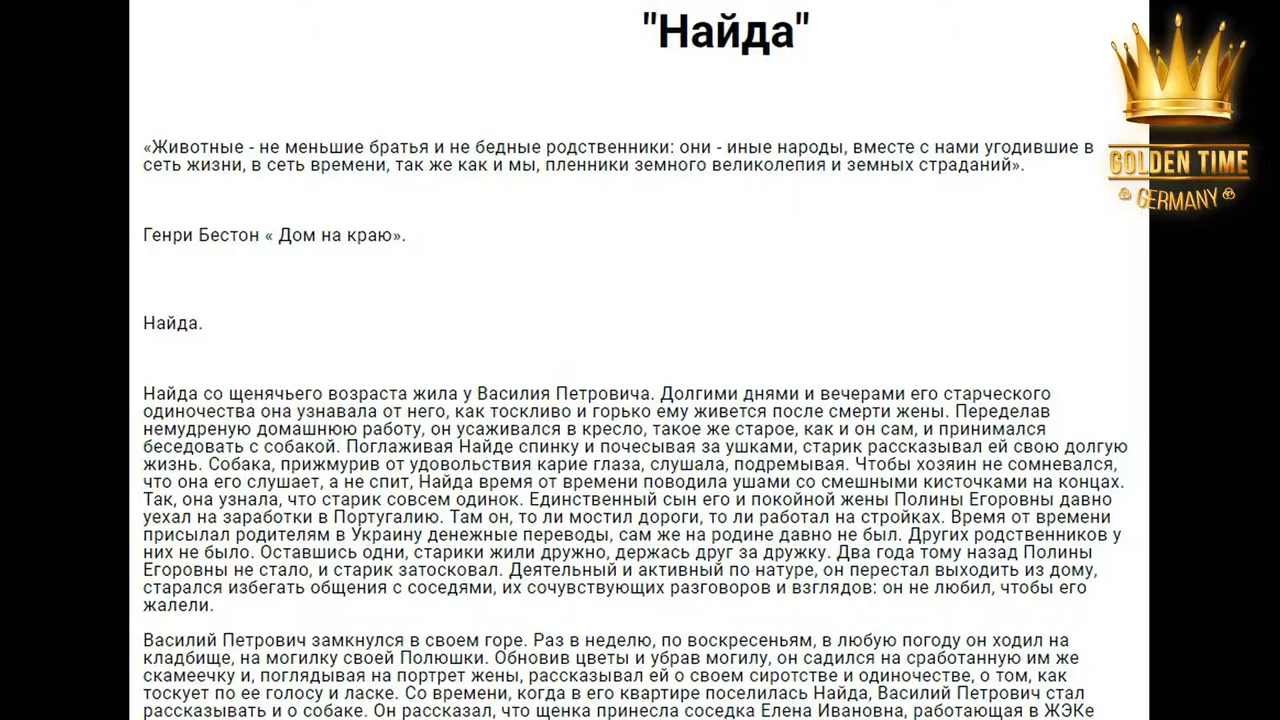 "Найда"
GOLDEN TIME
GERMANY
«Животные - не меньшие братья и не бедные родственники: они - иные народы, вместе с нами угодившие в
сеть жизни, в сеть времени, так же как и мы, пленники земного великолепия и земных страданий».
Генри Бестон « Дом на краю».
Найда.
Найда со щенячьего возраста жила у Василия Петровича. Долгими днями и вечерами его старческого
одиночества она узнавала от него, как тоскливо и горько ему живется после смерти жены. Переделав
немудреную домашнюю работу, он усаживался в кресло, такое же старое, как и он сам, и принимался
беседовать с собакой. Поглаживая Найде спинку и почесывая за ушками, старик рассказывал ей свою долгую
жизнь. Собака, прижмурив от удовольствия карие глаза, слушала, подремывая. Чтобы хозяин не сомневался,
что она его слушает, а не спит, Найда время от времени поводила ушами со смешными кисточками на концах.
Так, она узнала, что старик совсем одинок. Единственный сын его и покойной жены Полины Егоровны давно
уехал на заработки в Португалию. Там он, то ли мостил дороги, то ли работал на стройках. Время от времени
присылал родителям в Украину денежные переводы, сам же на родине давно не был. Других родственников у
них не было. Оставшись одни, старики жили дружно, держась друг за дружку. Два года тому назад Полины
Егоровны не стало, и старик затосковал. Деятельный и активный по натуре, он перестал выходить из дому,
старался избегать общения с соседями, их сочувствующих разговоров и взглядов: он не любил, чтобы его
жалели.
Василий Петрович замкнулся в своем горе. Раз в неделю, по воскресеньям, в любую погоду он ходил на
кладбище, на могилку своей Полюшки. Обновив цветы и убрав могилу, он садился на сработанную им же
скамеечку и, поглядывая на портрет жены, рассказывал ей о своем сиротстве и одиночестве, о том, как
тоскует по ее голосу и ласке. Со времени, когда в его квартире поселилась Найда, Василий Петрович стал
рассказывать и о собаке. Он рассказал, что щенка принесла соседка Елена Ивановна, работающая в ЖЭКе